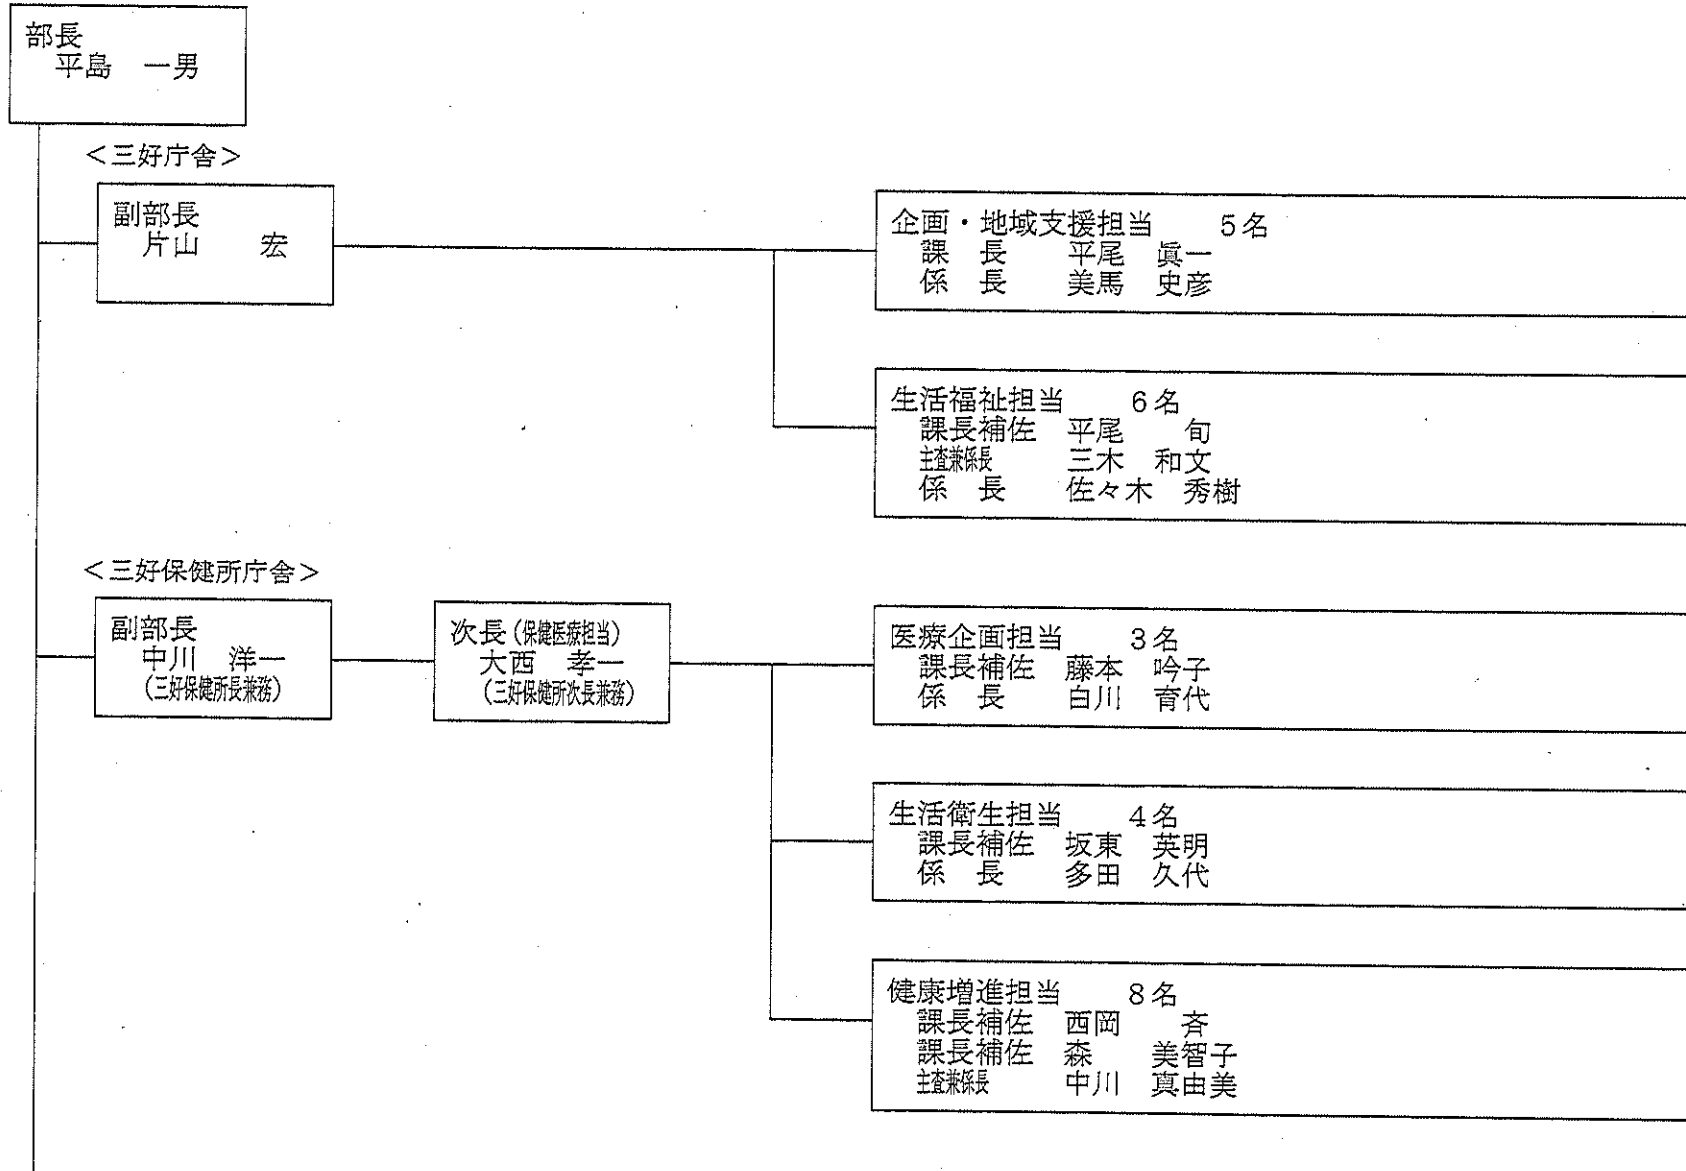 部長
平島 一男
<三好庁舎>
副部長
片山 宏
企画・地域支援担当 5名
課 長 平尾 眞一
係 長 美馬 史彦
生活福祉担当 6名
課長補佐 平尾 旬
主査兼係長 三木 和文
係 長 佐々木 秀樹
<三好保健所庁舎>
副部長
中川 洋一
(三好保健所長兼務)
次長(保健医療担当)
大西 孝一
(三好保健所次長兼務)
医療企画担当 3名
課長補佐 藤本 吟子
係 長 白川 育代
生活衛生担当 4名
課長補佐 坂東 英明
係 長 多田 久代
健康増進担当 8名
課長補佐 西岡 斉
課長補佐 森 美智子
主査兼係長 中川 真由美